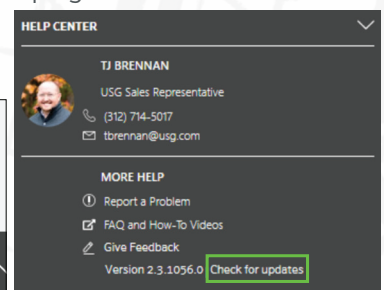 HELP CENTER
TJ BRENNAN
USG Sales Representative
(312) 714-5017
tbrennan@usg.com
MORE HELP
Report a Problem
FAQ and How-To Videos
Give Feedback
Version 2.3.1056.0 Check for updates